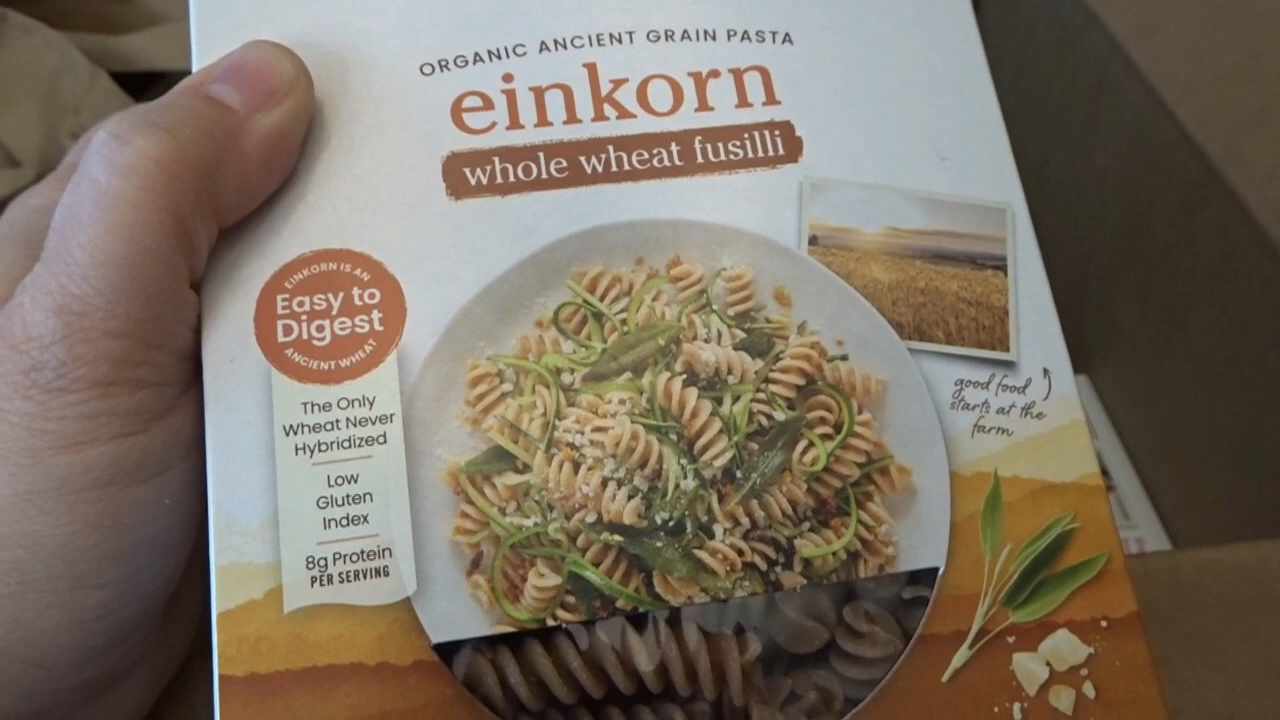 ORGANIC ANCIENT GRAIN PASTA
einkorn
whole wheat fusilli
EINKORN IS AN
Easy to
Digest
ANCIENT WHEAT
The Only
Wheat Never
Hybridized
Low
Gluten
Index
8g Protein
PER SERVING
good food
starts at the
farm